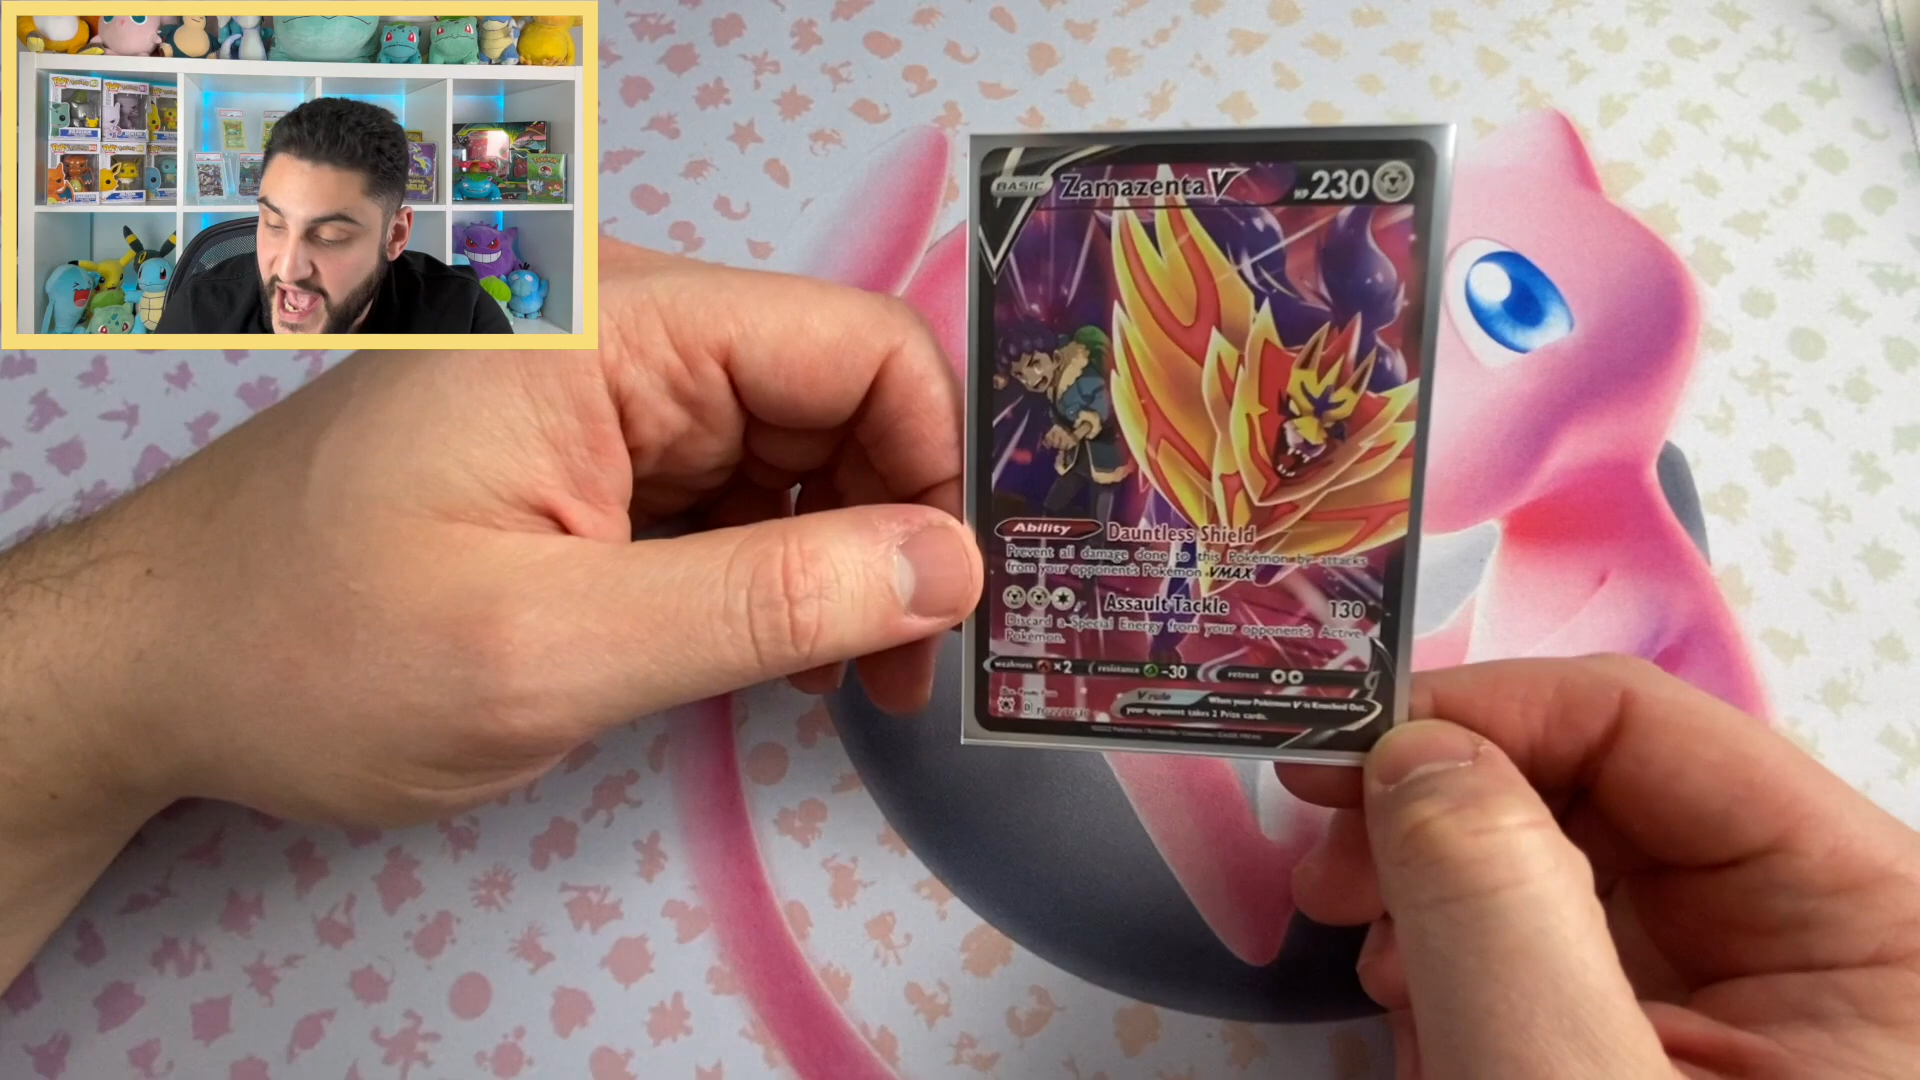 BASIC Zamazenta V HP 230
Ability Dauntless Shield
Prevent all damage done to this Pokémon by attacks
from your opponent's Pokémon VMAX.
Assault Tackle 130
Discard a Special Energy from your opponent's Active
Pokémon.
weakness ×2 resistance -30 retreat
V rule When your Pokémon V is Knocked Out,
your opponent takes 2 Prize cards.